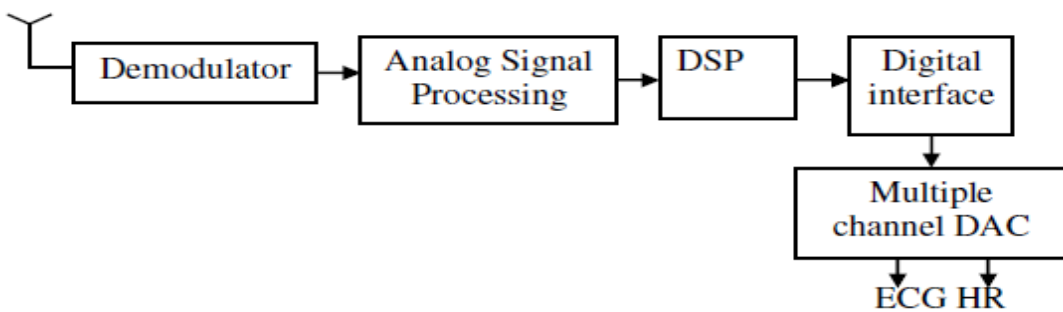 Demodulator
Analog Signal
Processing
DSP
Digital
interface
Multiple
channel DAC
ECG HR